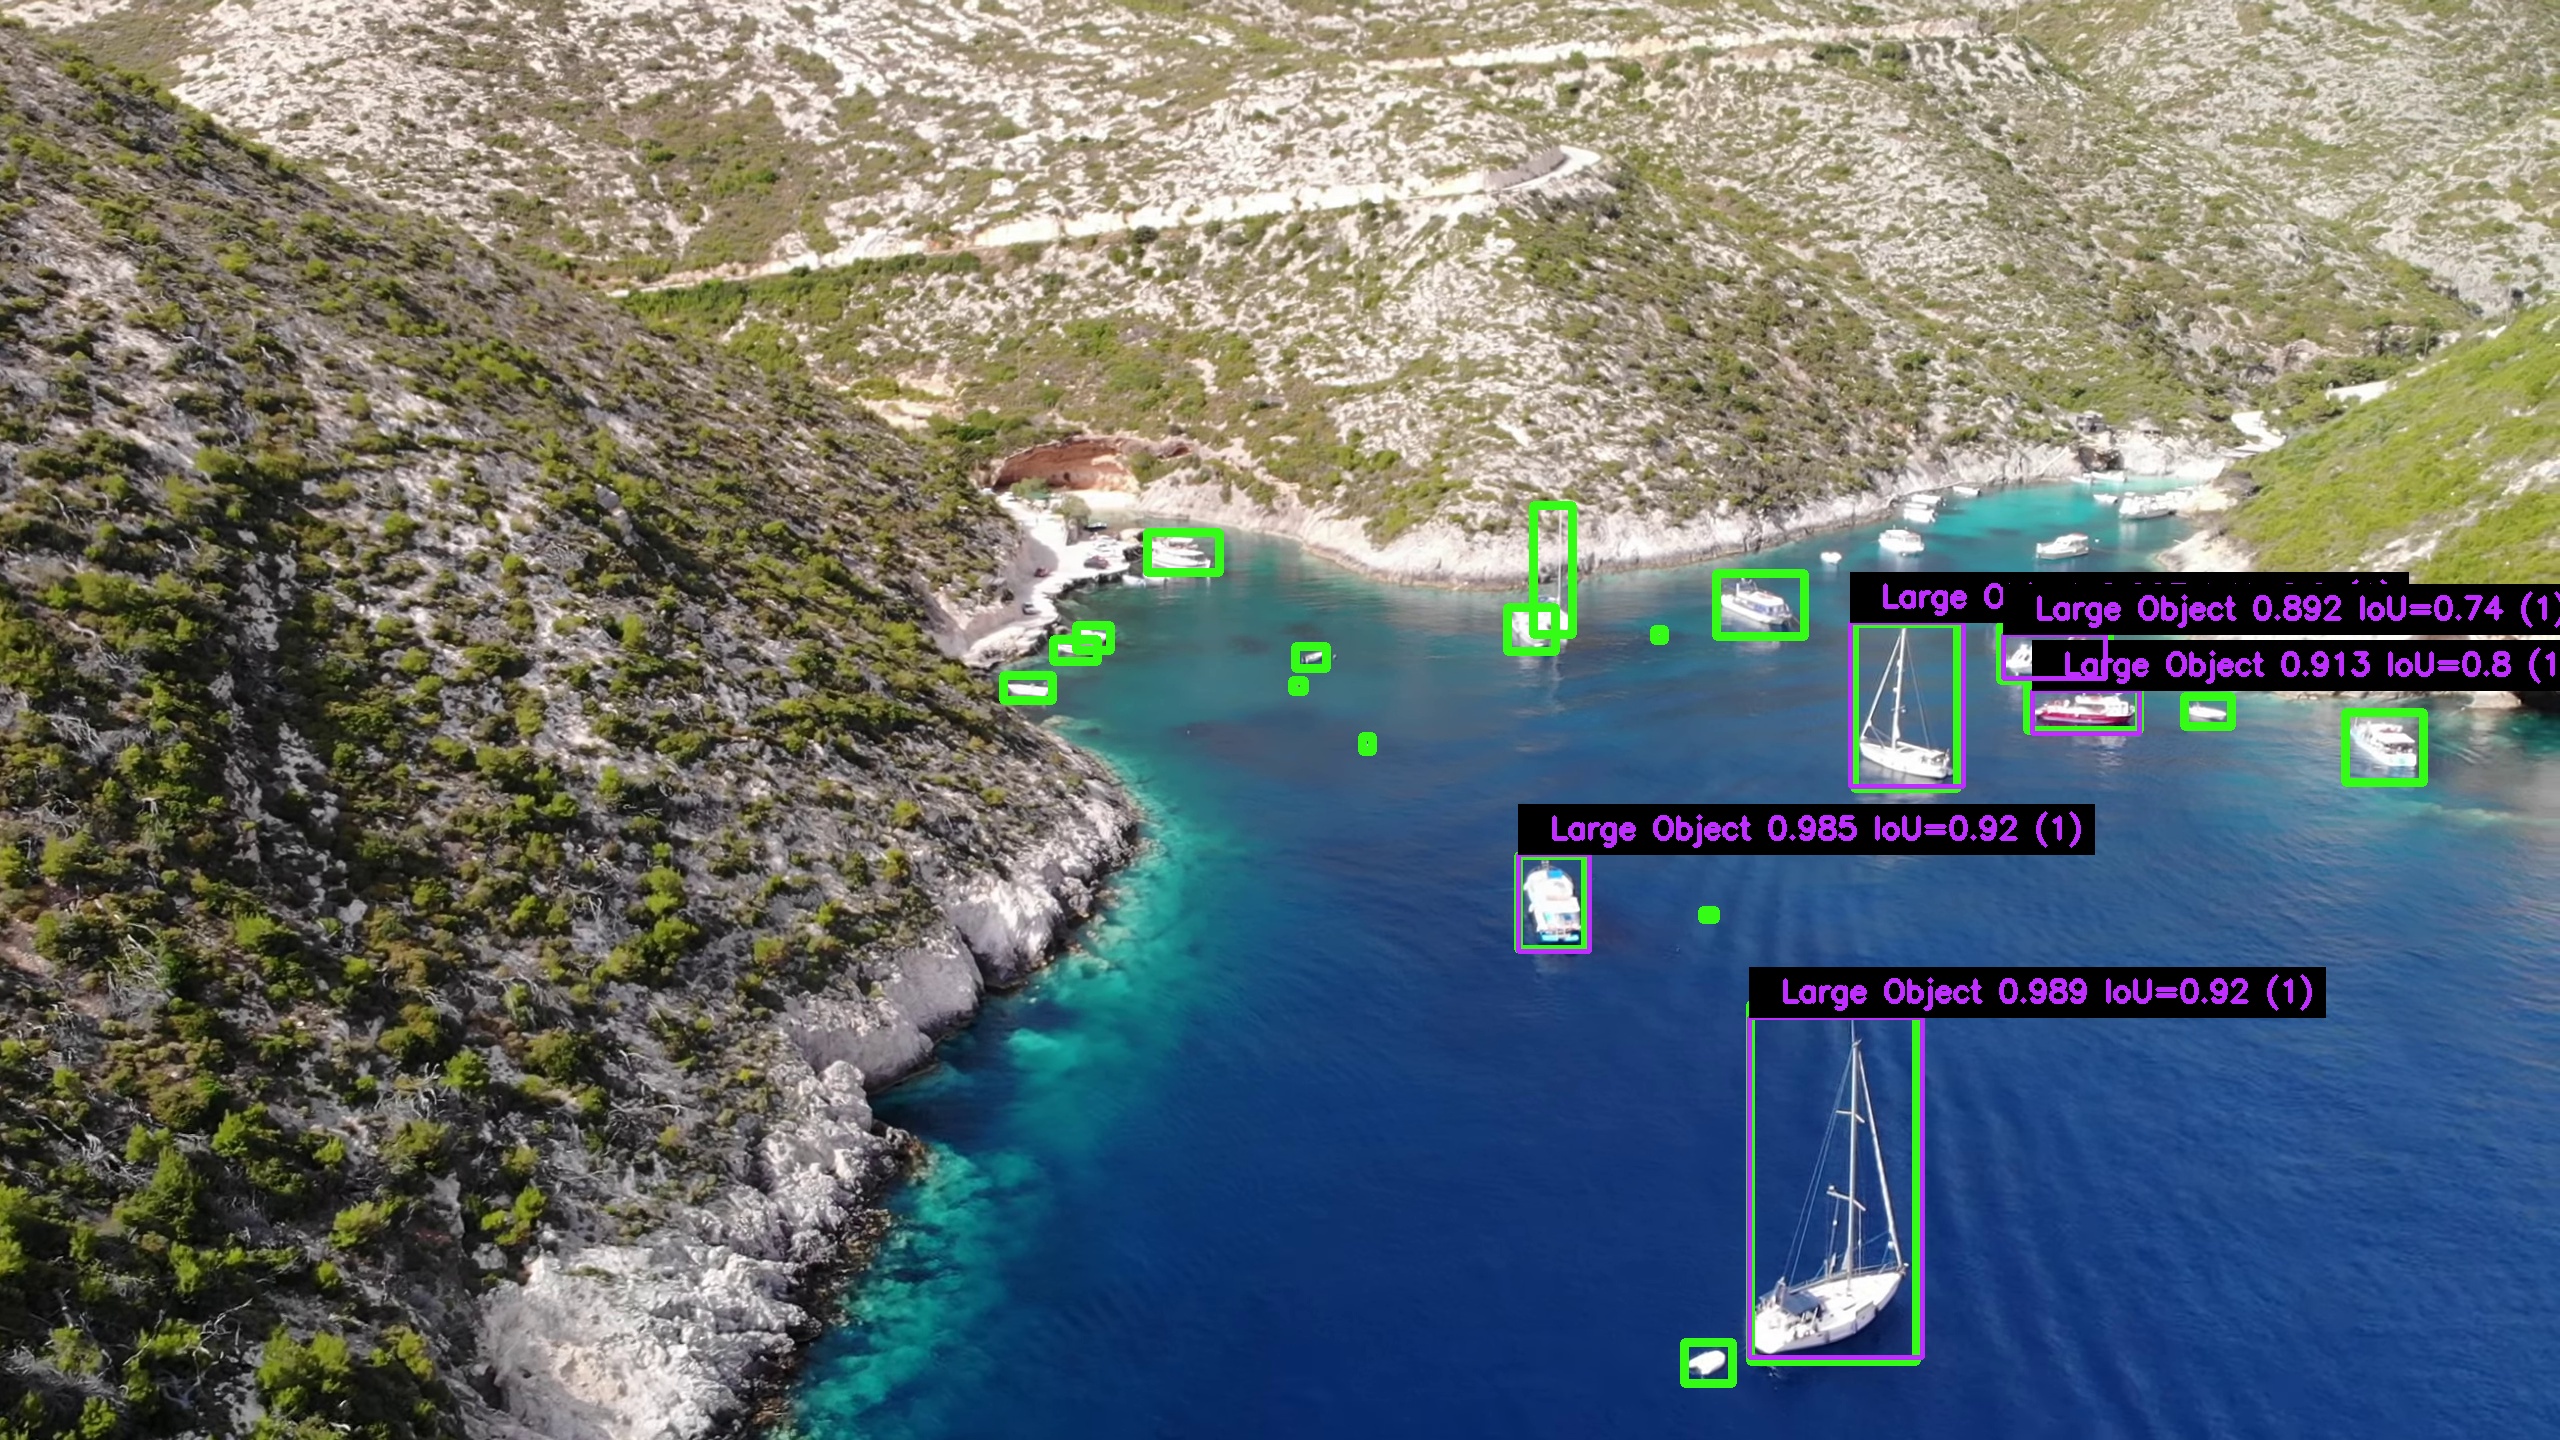 Large
Large Object 0.892 IoU=0.74 (1)
Large Object 0.913 IoU=0.8 (1
Large Object 0.985 IoU=0.92 (1)
Large Object 0.989 IoU=0.92 (1)